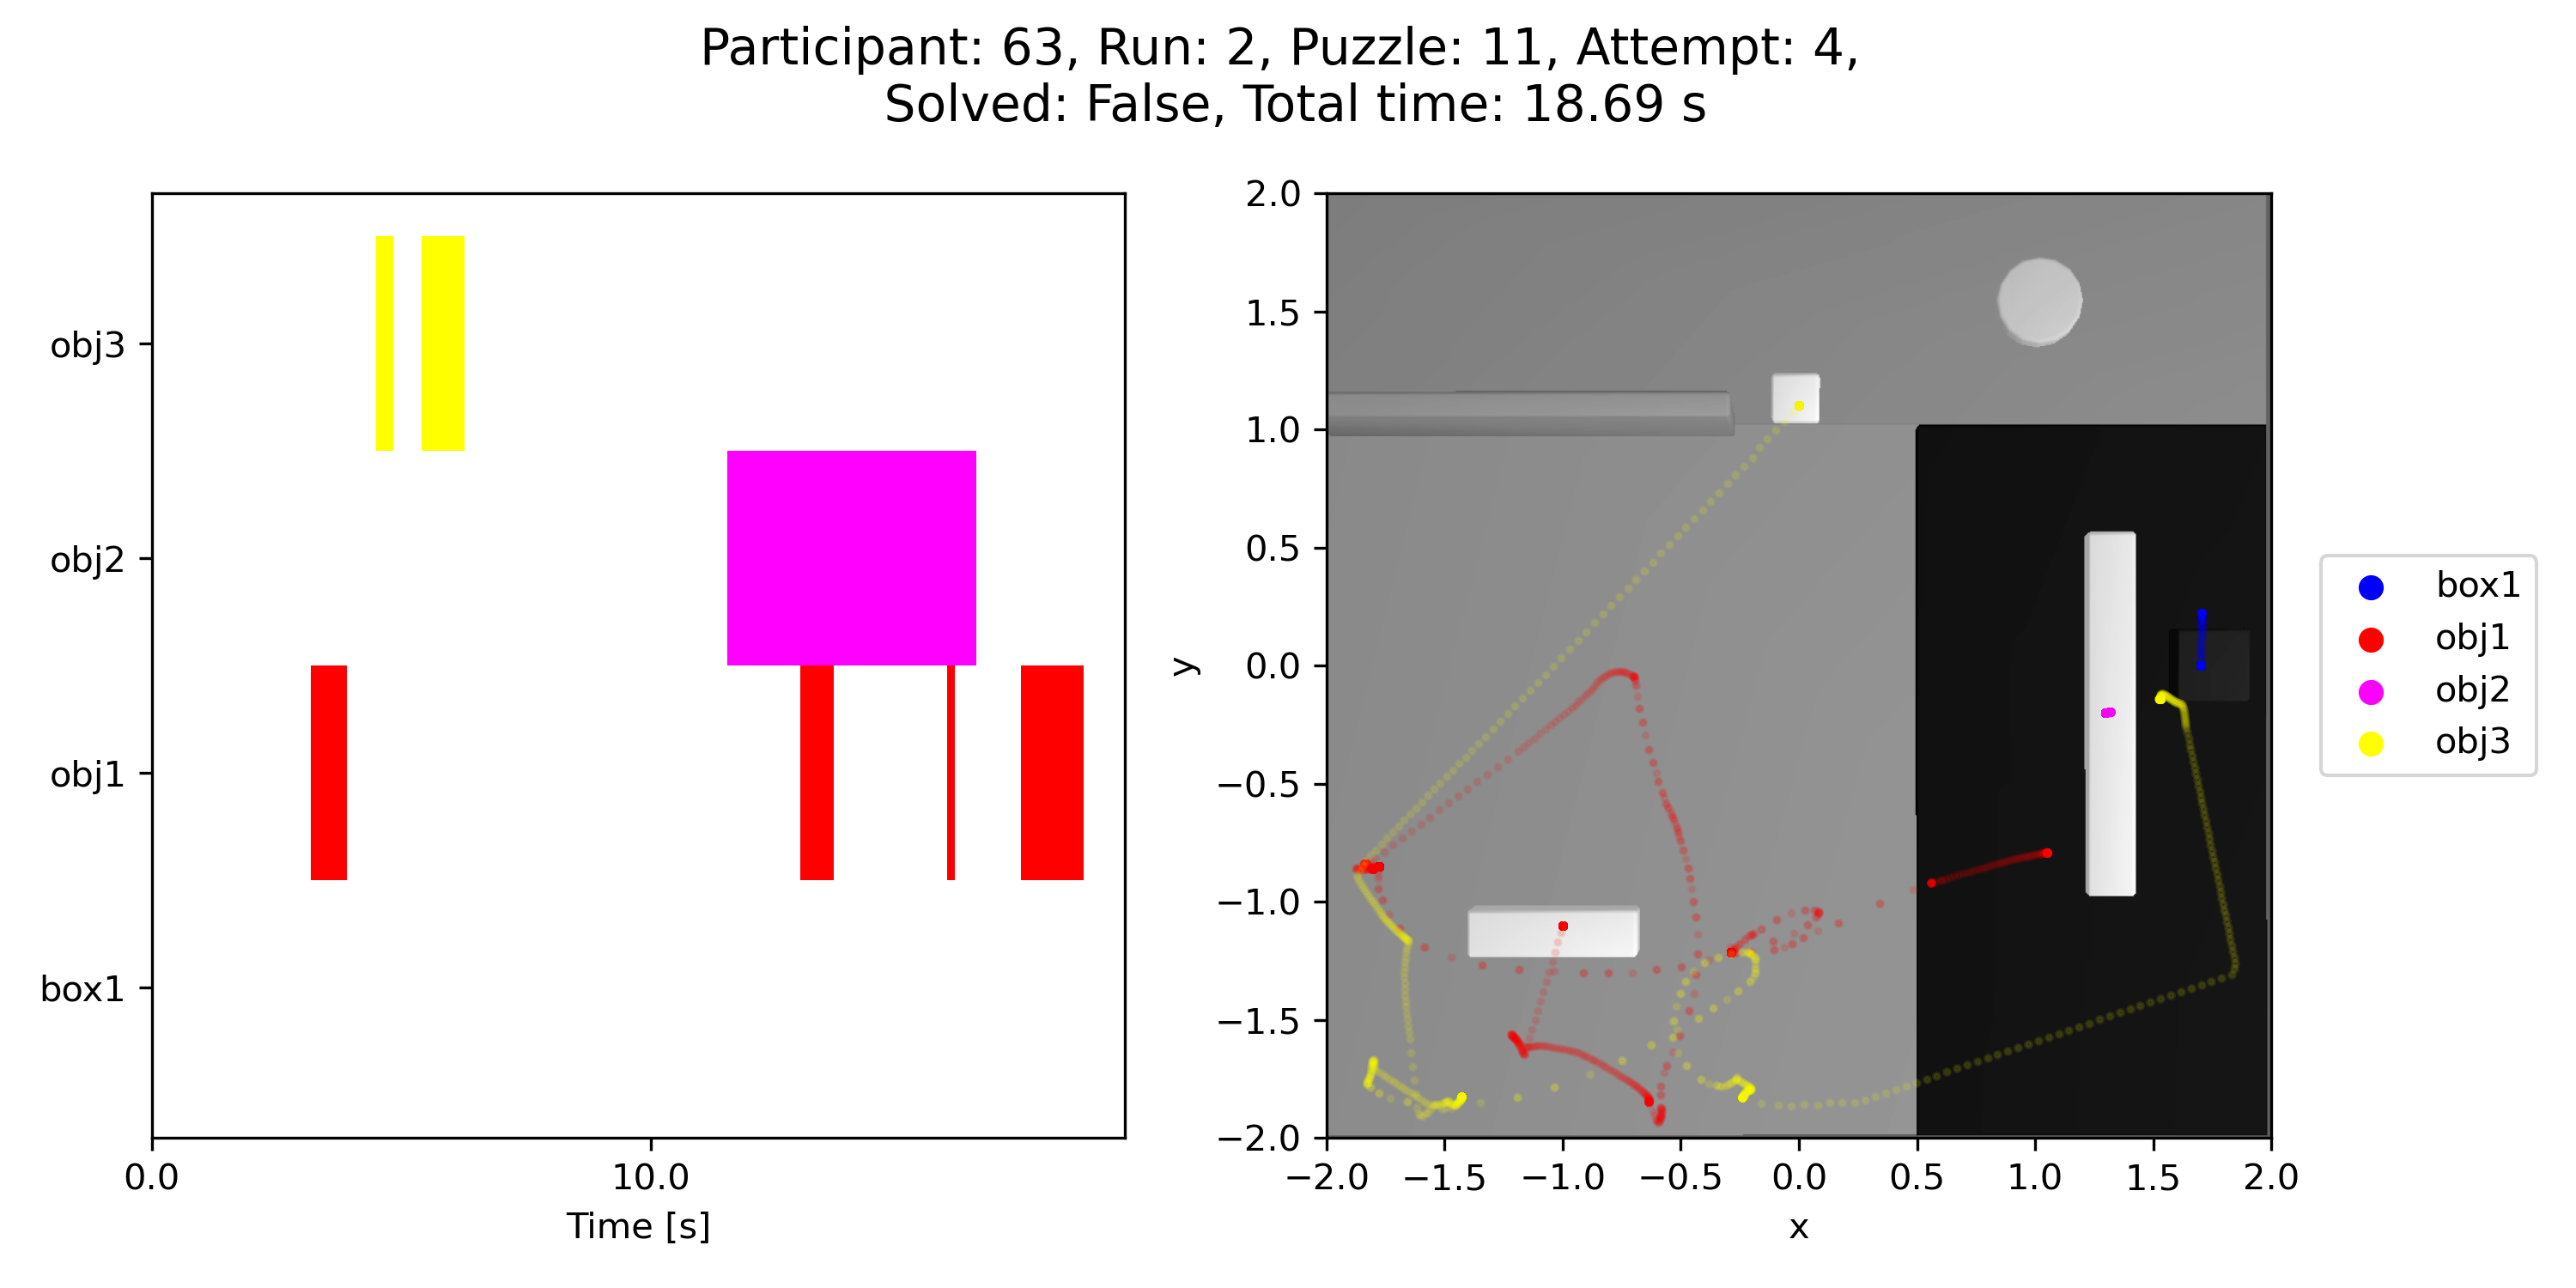 Participant: 63, Run: 2, Puzzle: 11, Attempt: 4,
Solved: False, Total time: 18.69 s
obj3
obj2
obj1
box1
0.0
10.0
Time [s]
2.0
1.5
1.0
0.5
0.0
−0.5
−1.0
−1.5
−2.0
y
−2.0
−1.5
−1.0
−0.5
0.0
0.5
1.0
1.5
2.0
x
box1
obj1
obj2
obj3